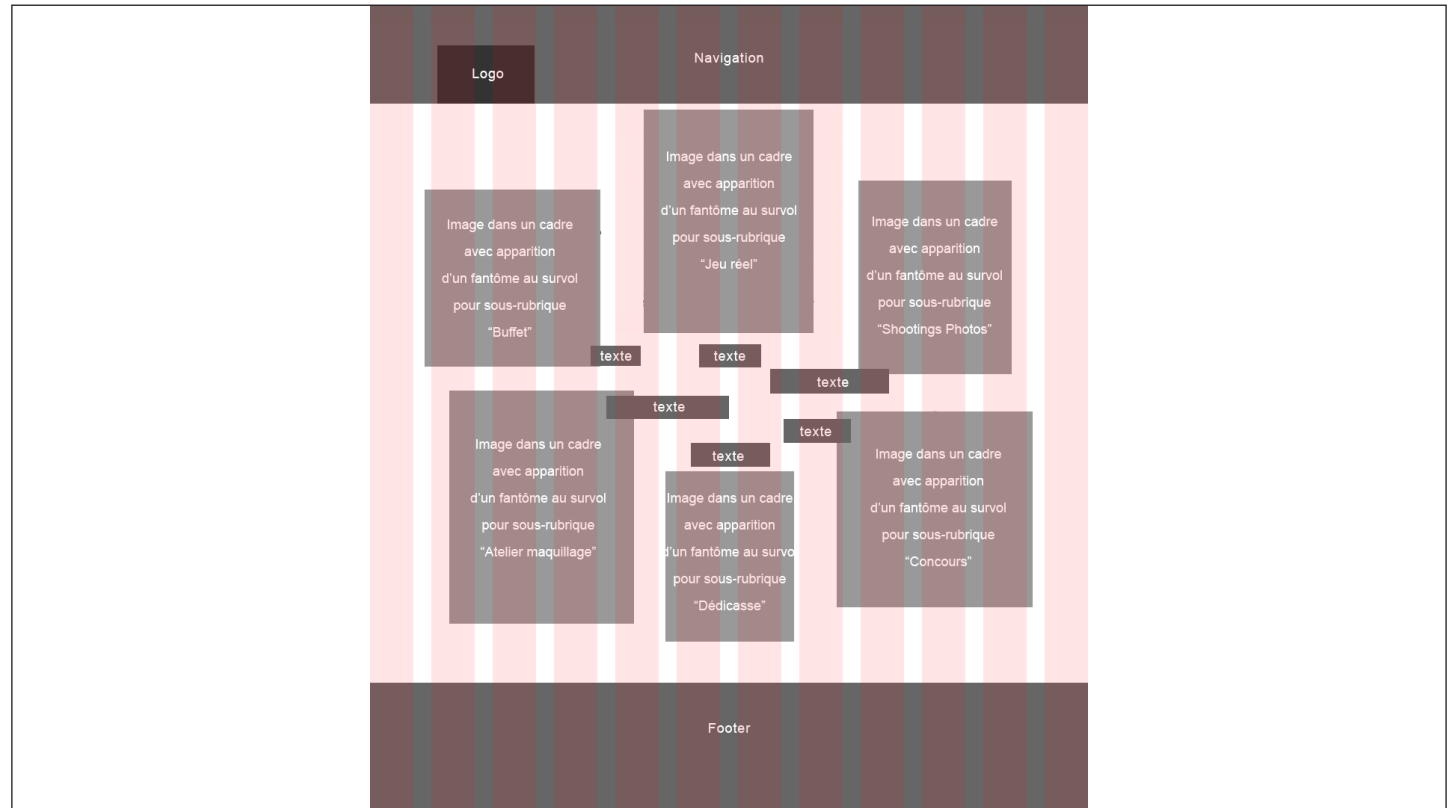 Navigation
Logo
Image dans un cadre
avec apparition
d’un fantôme au survol
pour sous-rubrique
“Jeu réel”
Image dans un cadre
avec apparition
d’un fantôme au survol
pour sous-rubrique
“Buffet”
Image dans un cadre
avec apparition
d’un fantôme au survol
pour sous-rubrique
“Shootings Photos”
texte
texte
texte
texte
texte
texte
Image dans un cadre
avec apparition
d’un fantôme au survol
pour sous-rubrique
“Atelier maquillage”
Image dans un cadre
avec apparition
d’un fantôme au survol
pour sous-rubrique
“Dédicasse”
Image dans un cadre
avec apparition
d’un fantôme au survol
pour sous-rubrique
“Concours”
Footer